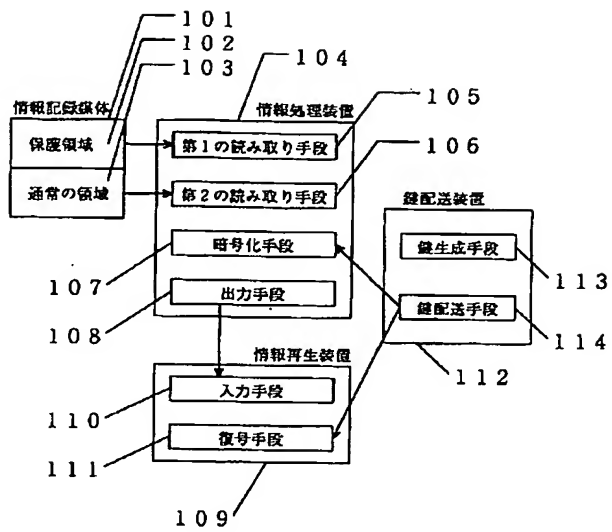 101
102
103
104
情報記録媒体
情報処理装置
105
保護領域
第1の読み取り手段
106
通常の領域
第2の読み取り手段
鍵配送装置
暗号化手段
鍵生成手段
107
113
出力手段
鍵配送手段
108
114
情報再生装置
112
110
入力手段
復号手段
111
109